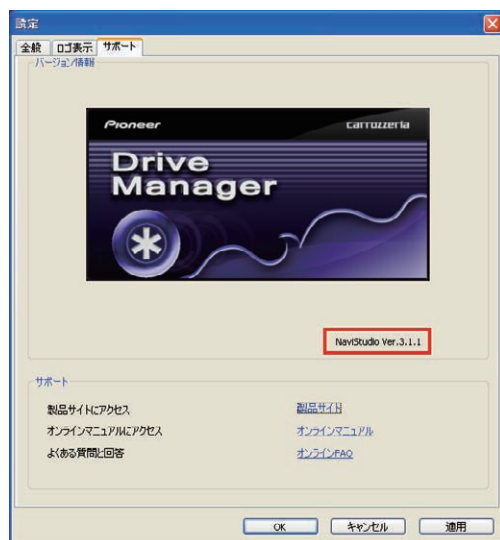 設定
全般 ロゴ表示 サポート
バージョン情報
Pioneer carrozzeria
Drive
Manager
NaviStudio Ver.3.1.1
サポート
製品サイトにアクセス 製品サイト
オンラインマニュアルにアクセス オンラインマニュアル
よくある質問と回答 オンラインFAQ
OK キャンセル 適用